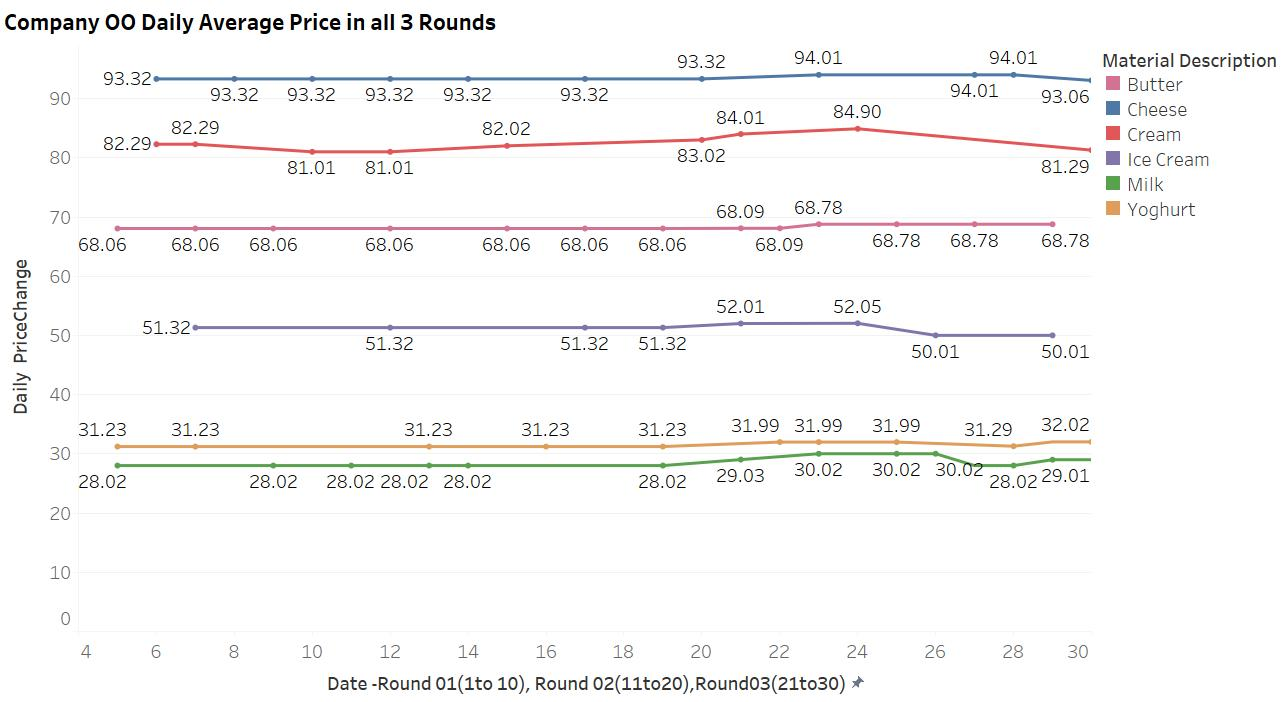 Company OO Daily Average Price in all 3 Rounds
Material Description
Butter
Cheese
Cream
Ice Cream
Milk
Yoghurt
93.32 93.32 93.32 93.32 93.32 93.32 93.32 94.01 94.01 94.01 93.06
82.29 82.29 81.01 81.01 82.02 83.02 84.01 84.90 81.29
68.06 68.06 68.06 68.06 68.06 68.06 68.06 68.09 68.09 68.78 68.78 68.78 68.78
51.32 51.32 51.32 51.32 52.01 52.05 50.01 50.01
31.23 31.23 31.23 31.23 31.23 31.99 31.99 31.99 31.29 32.02
28.02 28.02 28.02 28.02 28.02 28.02 29.03 30.02 30.02 30.02 28.02 29.01
90
80
70
60
50
40
30
20
10
0
Daily PriceChange
4 6 8 10 12 14 16 18 20 22 24 26 28 30
Date -Round 01(1to 10), Round 02(11to20),Round03(21to30)